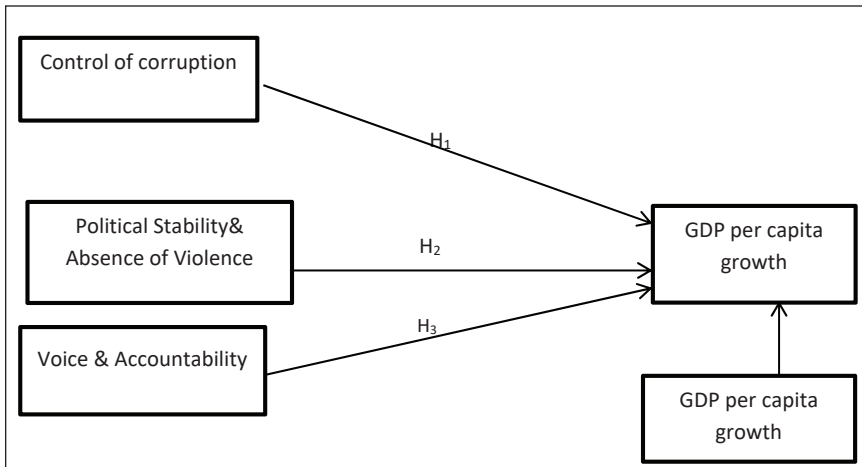 Control of corruption
H₁
Political Stability&
Absence of Violence
H₂
GDP per capita
growth
H₃
Voice & Accountability
GDP per capita
growth